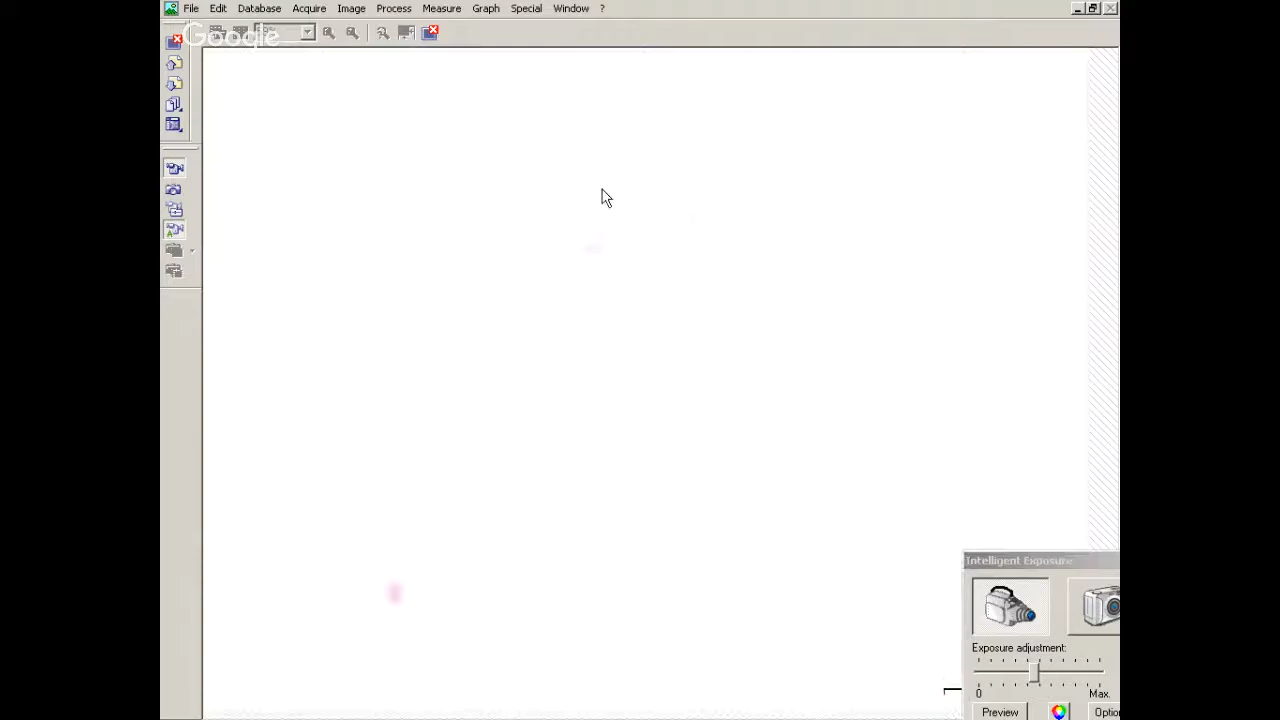 File Edit Database Acquire Image Process Measure Graph Special Window ?
Google
Intelligent Exposure
Exposure adjustment:
0 Max.
Preview Optio